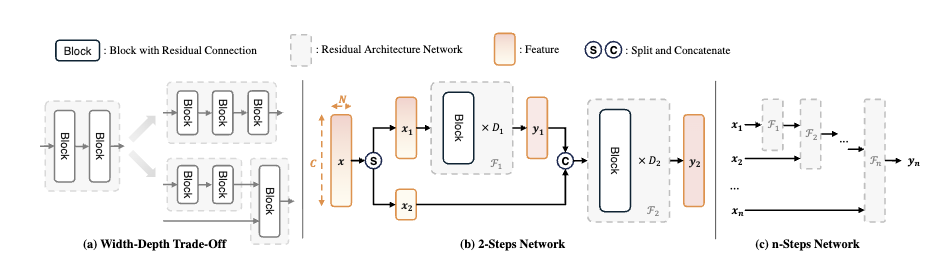 Block : Block with Residual Connection
: Residual Architecture Network
: Feature
S C : Split and Concatenate
Block
Block
Block
Block
Block
Block
Block
Block
(a) Width-Depth Trade-Off
N
C
x
S
x₁
x₂
Block
× D₁
ℱ₁
y₁
C
Block
× D₂
ℱ₂
y₂
(b) 2-Steps Network
x₁
x₂
...
xₙ
ℱ₁
ℱ₂
...
ℱₙ
yₙ
(c) n-Steps Network